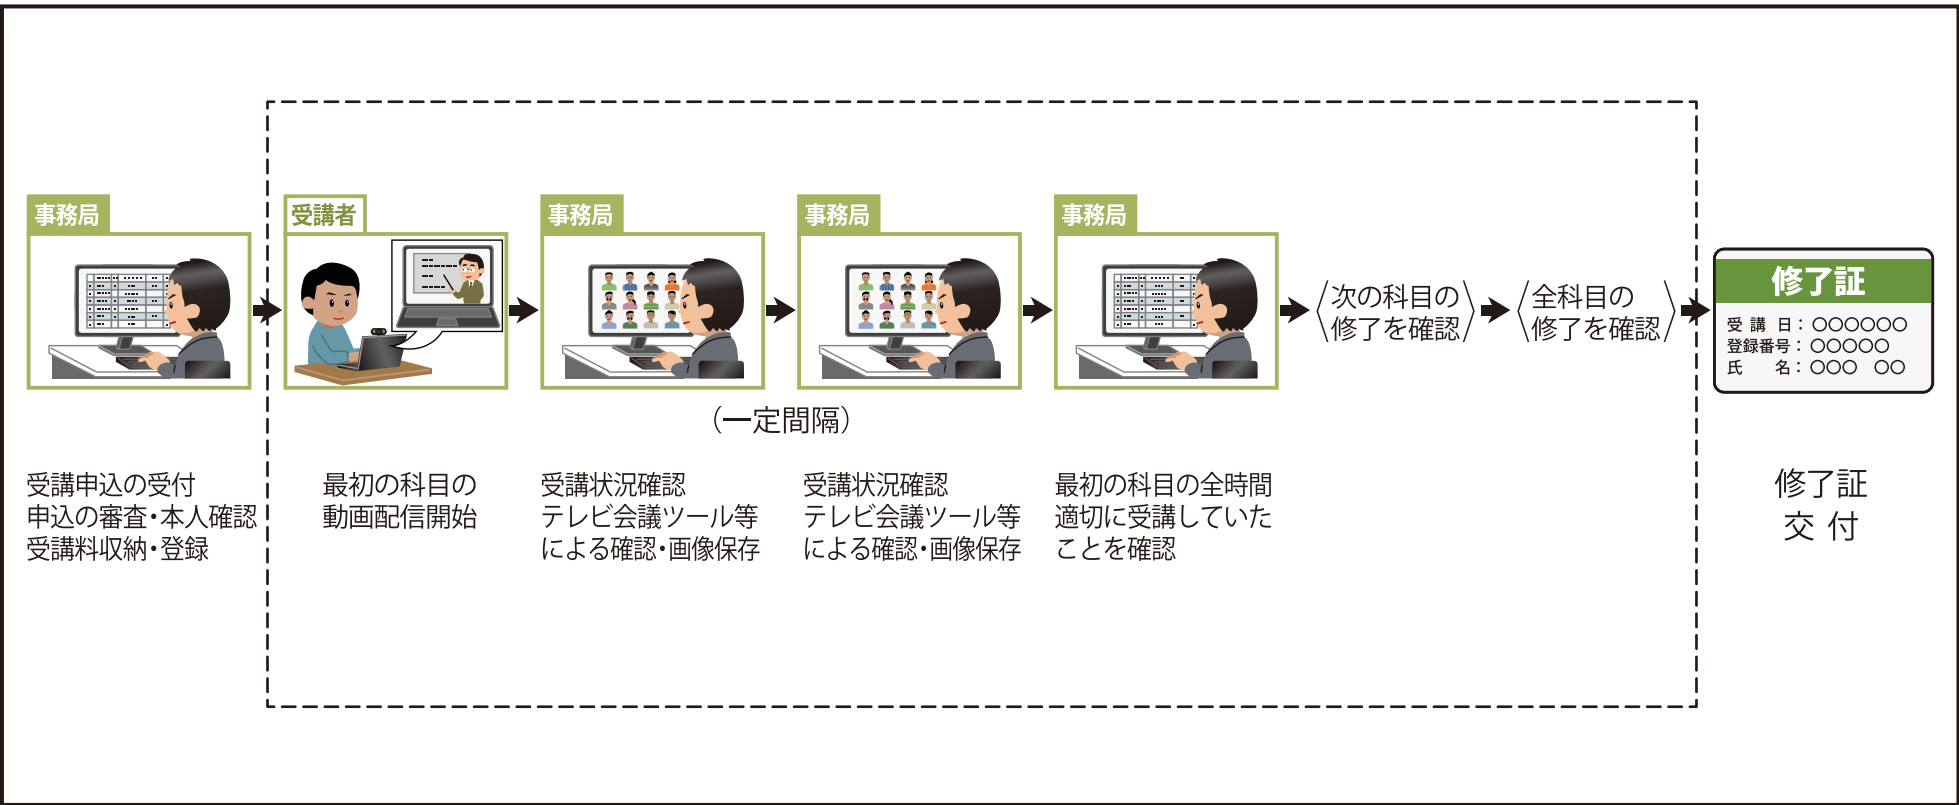 事務局
受講者
事務局
事務局
事務局
〈次の科目の
修了を確認〉
〈全科目の
修了を確認〉
修了証
受講日：〇〇〇〇〇〇
登録番号：〇〇〇〇〇
氏　名：〇〇〇　〇〇
（一定間隔）
受講申込の受付
申込の審査・本人確認
受講料収納・登録
最初の科目の
動画配信開始
受講状況確認
テレビ会議ツール等
による確認・画像保存
受講状況確認
テレビ会議ツール等
による確認・画像保存
最初の科目の全時間
適切に受講していた
ことを確認
修了証
交付